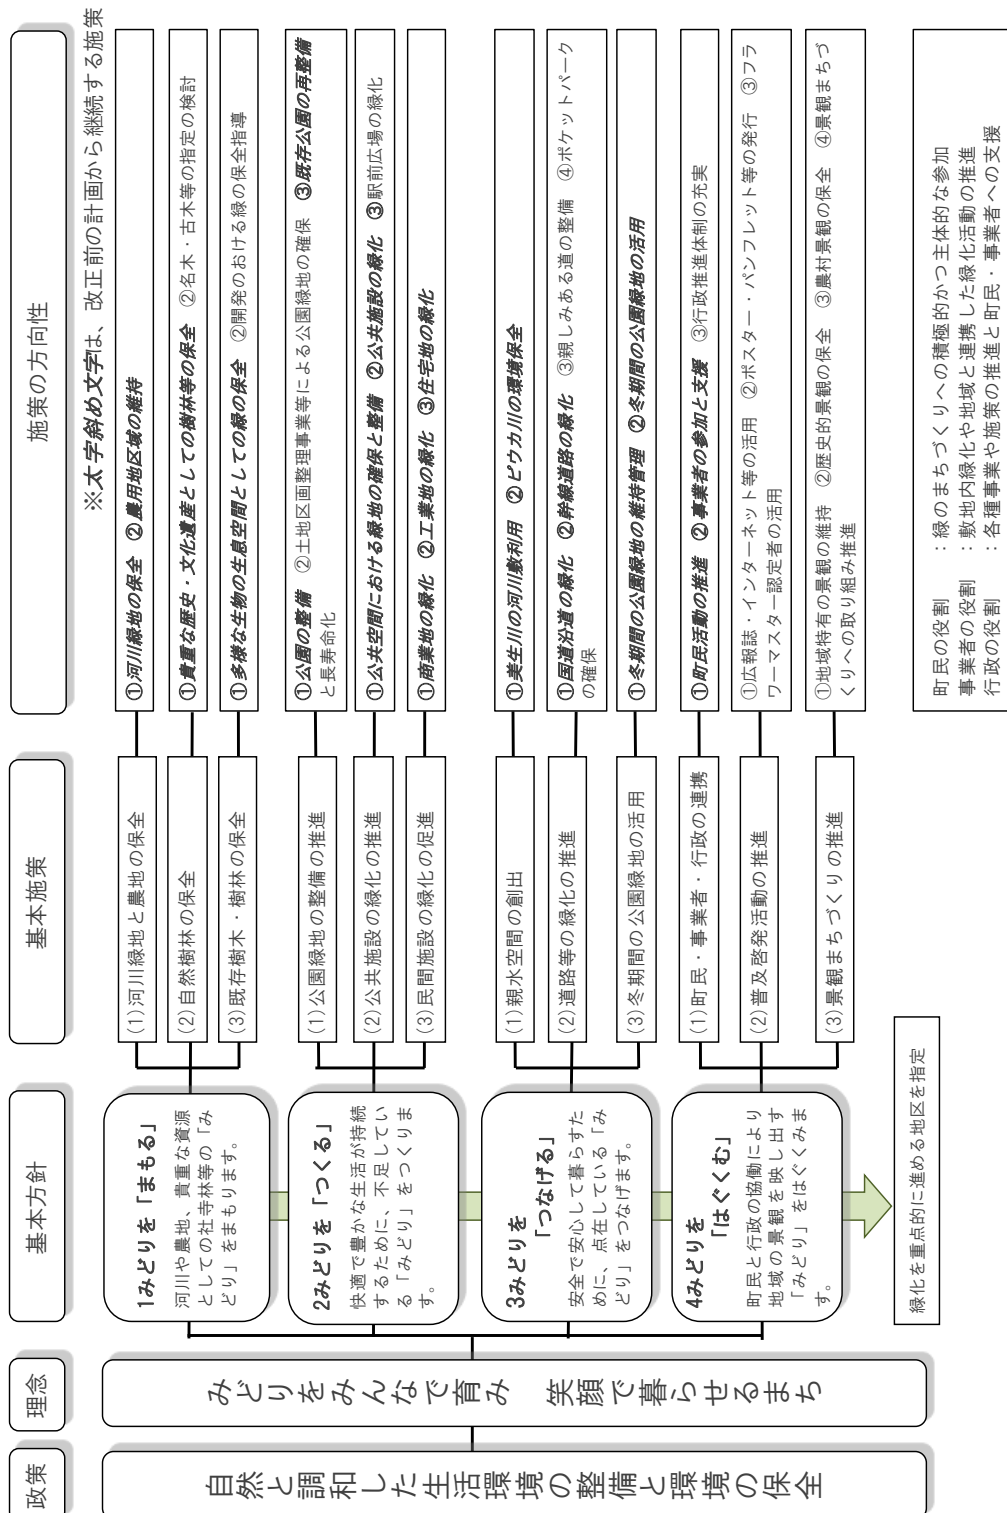 政策
理念
基本方針
基本施策
施策の方向性
※太字斜め文字は、改正前の計画から継続する施策
自然と調和した生活環境の整備と環境の保全
みどりをみんなで育み　笑顔で暮らせるまち
1みどりを「まもる」
河川や農地、貴重な資源
としての社寺林等の「み
どり」をまもります。
(1)河川緑地と農地の保全
①河川緑地の保全　②農用地区域の維持
(2)自然樹林の保全
①貴重な歴史・文化遺産としての樹林等の保全　②名木・古木等の指定の検討
(3)既存樹木・樹林の保全
①多様な生物の生息空間としての緑の保全　②開発のおける緑の保全指導
2みどりを「つくる」
快適で豊かな生活が持続
するために、不足してい
る「みどり」をつくりま
す。
(1)公園緑地の整備の推進
①公園の整備　②土地区画整理事業等による公園緑地の確保　③既存公園の再整備
と長寿命化
(2)公共施設の緑化の推進
①公共空間における緑地の確保と整備　②公共施設の緑化　③駅前広場の緑化
(3)民間施設の緑化の促進
①商業地の緑化　②工業地の緑化　③住宅地の緑化
3みどりを
「つなげる」
安全で安心して暮らすた
めに、点在している「み
どり」をつなげます。
(1)親水空間の創出
①美生川の河川敷利用　②ピウカ川の環境保全
(2)道路等の緑化の推進
①国道沿道の緑化　②幹線道路の緑化　③親しみある道の整備　④ポケットパーク
の確保
(3)冬期間の公園緑地の活用
①冬期間の公園緑地の維持管理　②冬期間の公園緑地の活用
4みどりを
「はぐくむ」
町民と行政の協働により
地域の景観を映し出す
「みどり」をはぐくみま
す。
(1)町民・事業者・行政の連携
①町民活動の推進　②事業者の参加と支援　③行政推進体制の充実
(2)普及啓発活動の推進
①広報誌・インターネット等の活用　②ポスター・パンフレット等の発行　③フラ
ワーマスター認定者の活用
(3)景観まちづくりの推進
①地域特有の景観の維持　②歴史的景観の保全　③農村景観の保全　④景観まちづ
くりへの取り組み推進
緑化を重点的に進める地区を指定
町民の役割　：緑のまちづくりへの積極的かつ主体的な参加
事業者の役割　：敷地内緑化や地域と連携した緑化活動の推進
行政の役割　：各種事業や施策の推進と町民・事業者への支援